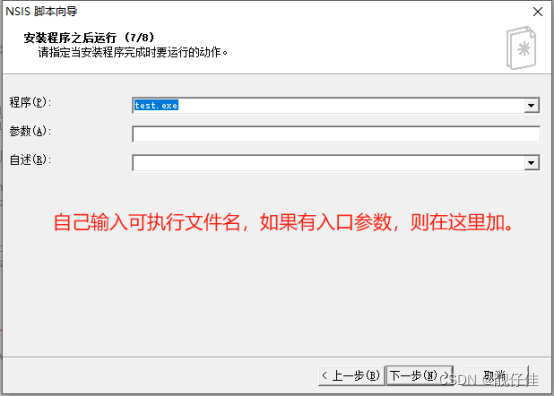 NSIS 脚本向导
安装程序之后运行 (7/8)
请指定当安装程序完成时要运行的动作。
程序(P):
test.exe
参数(A):
自述(R):
自己输入可执行文件名，如果有入口参数，则在这里加。
< 上一步(B)
下一步(N) >
取消
CSDN @靓仔佳